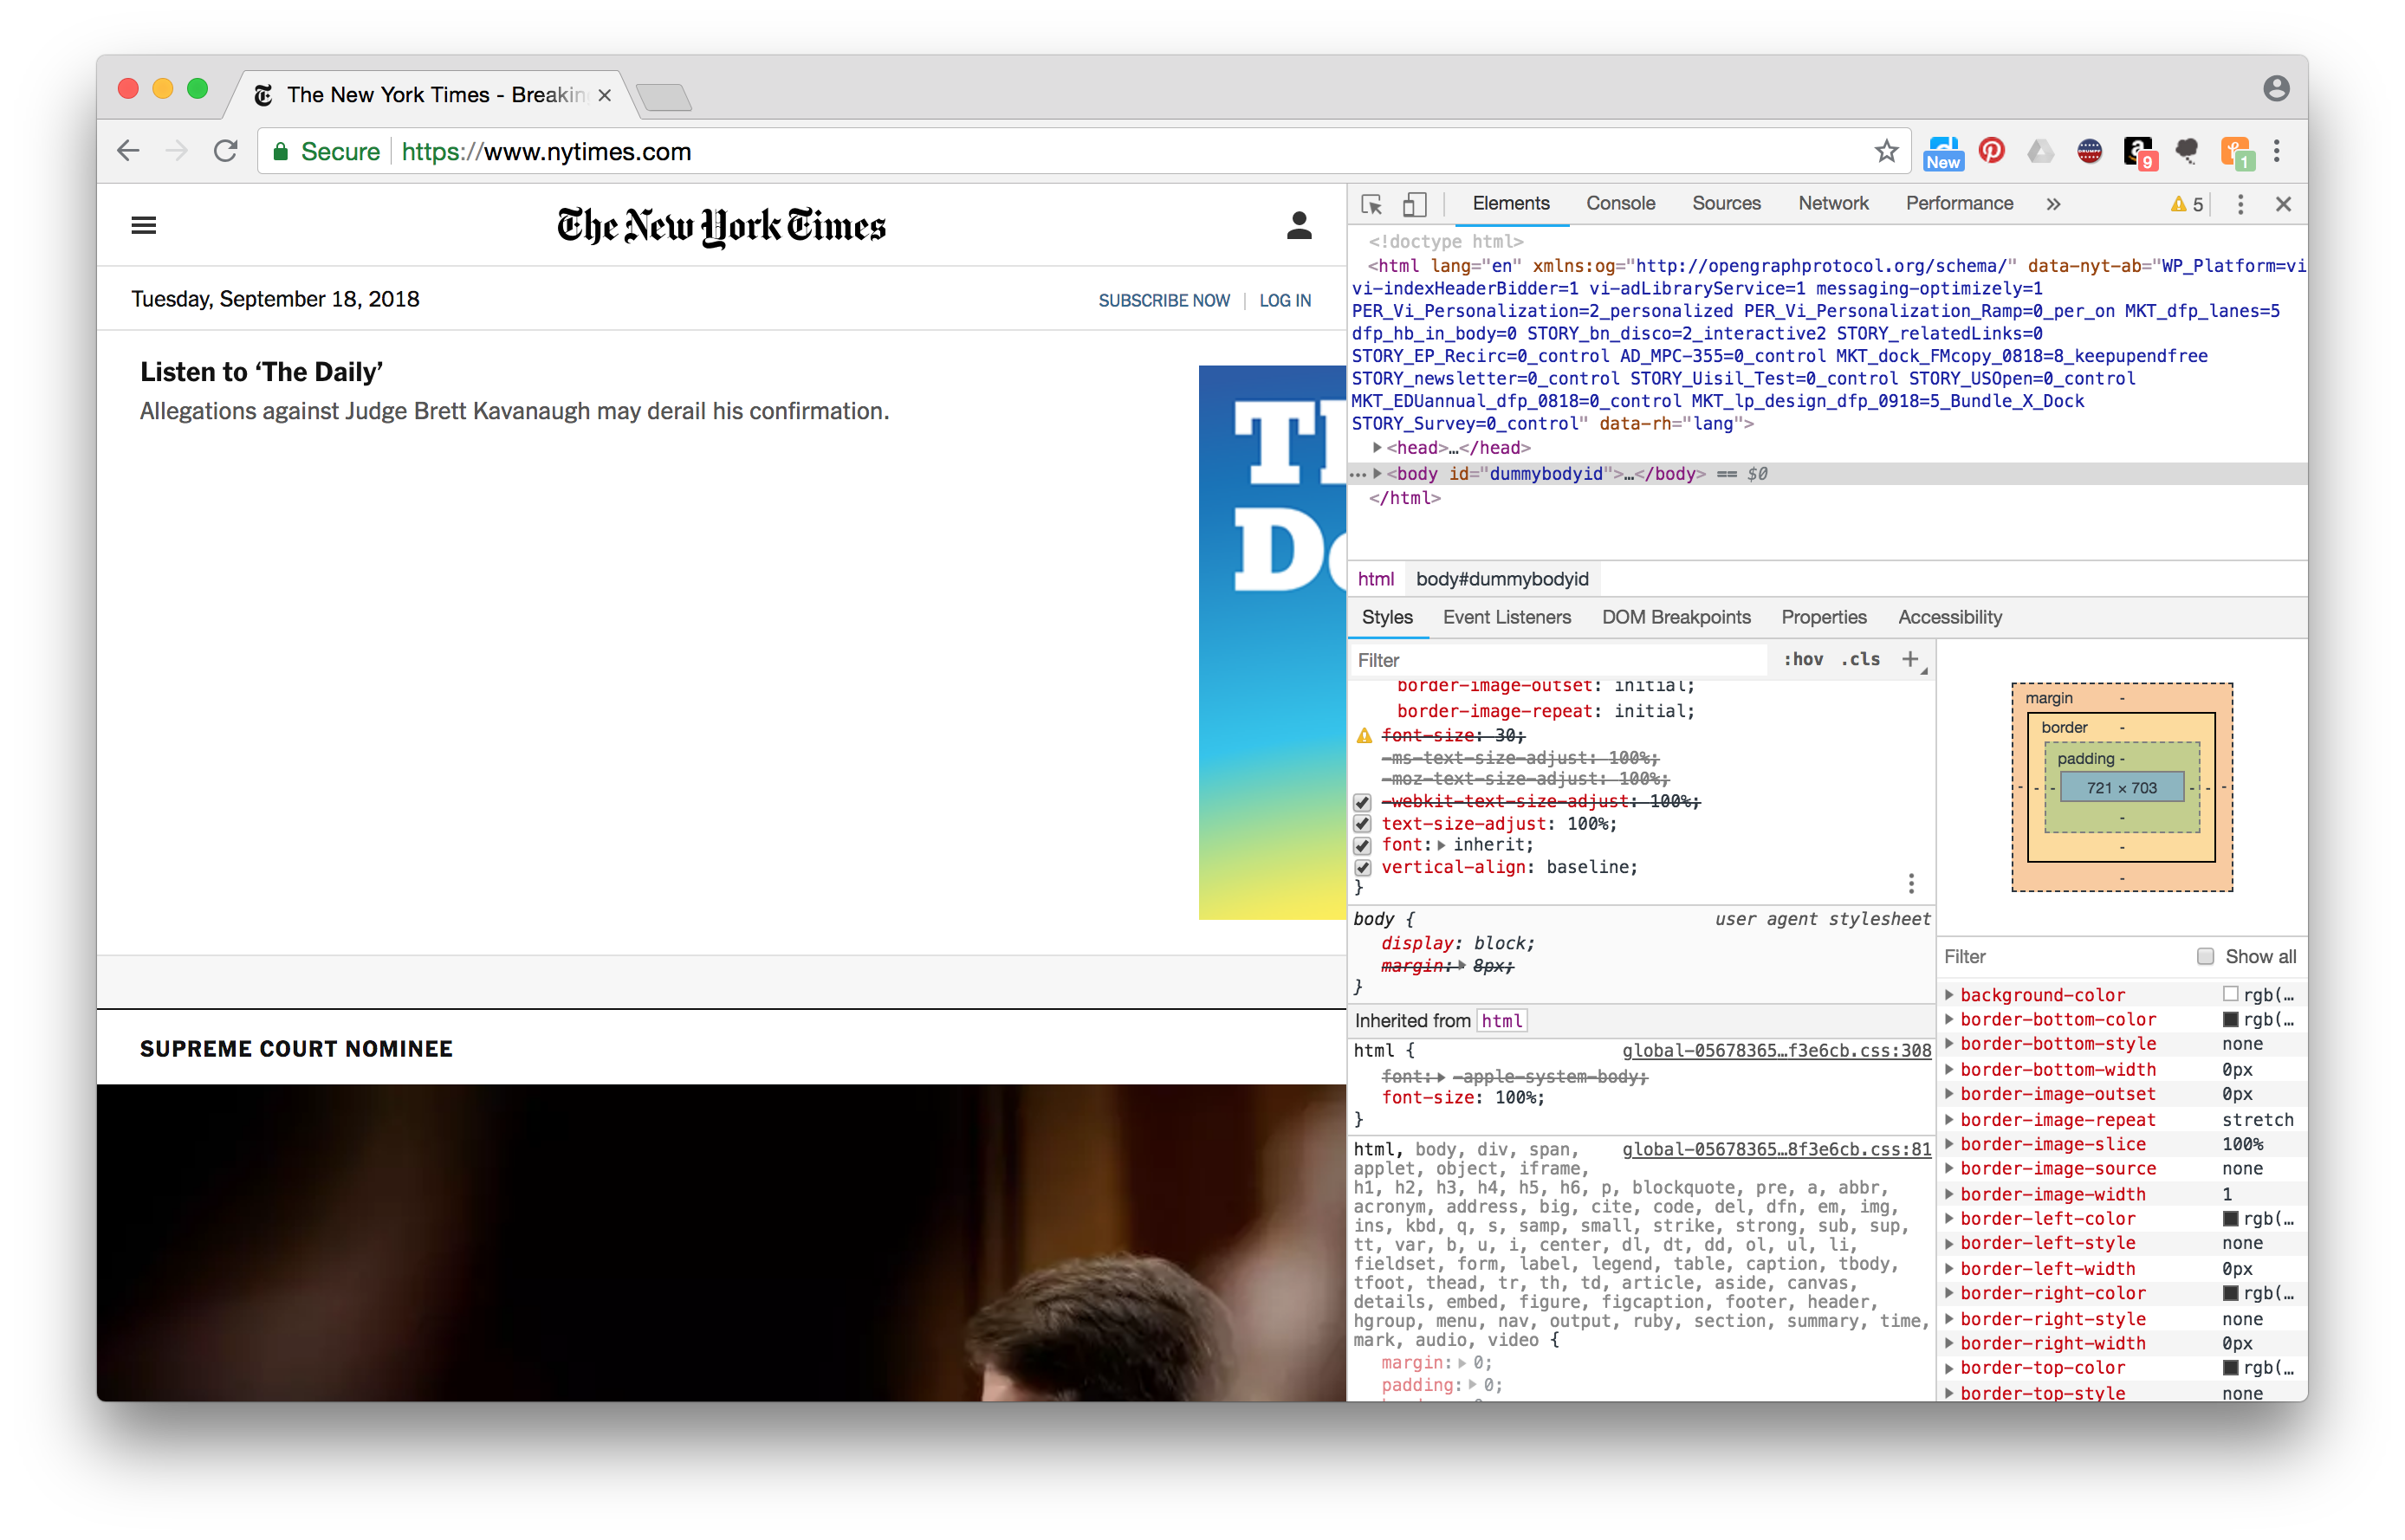 The New York Times - Breakin
Secure https://www.nytimes.com
New
9
1
The New York Times
Tuesday, September 18, 2018
SUBSCRIBE NOW | LOG IN
Listen to ‘The Daily’
Allegations against Judge Brett Kavanaugh may derail his confirmation.
SUPREME COURT NOMINEE
Elements Console Sources Network Performance » 5
<!doctype html>
<html lang="en" xmlns:og="http://opengraphprotocol.org/schema/" data-nyt-ab="WP_Platform=vi
vi-indexHeaderBidder=1 vi-adLibraryService=1 messaging-optimizely=1
PER_Vi_Personalization=2_personalized PER_Vi_Personalization_Ramp=0_per_on MKT_dfp_lanes=5
dfp_hb_in_body=0 STORY_bn_disco=2_interactive2 STORY_relatedLinks=0
STORY_EP_Recirc=0_control AD_MPC-355=0_control MKT_dock_FMcopy_0818=8_keepupendfree
STORY_newsletter=0_control STORY_Uisil_Test=0_control STORY_USOpen=0_control
MKT_EDUannual_dfp_0818=0_control MKT_lp_design_dfp_0918=5_Bundle_X_Dock
STORY_Survey=0_control" data-rh="lang">
<head>…</head>
<body id="dummybodyid">…</body> == $0
</html>
html body#dummybodyid
Styles Event Listeners DOM Breakpoints Properties Accessibility
Filter :hov .cls +
border-image-outset: initial;
border-image-repeat: initial;
font-size: 30;
-ms-text-size-adjust: 100%;
-moz-text-size-adjust: 100%;
-webkit-text-size-adjust: 100%;
text-size-adjust: 100%;
font: inherit;
vertical-align: baseline;
}
body { user agent stylesheet
display: block;
margin: 8px;
}
Inherited from html
html { global-05678365…f3e6cb.css:308
font: -apple-system-body;
font-size: 100%;
}
html, body, div, span, global-05678365…8f3e6cb.css:81
applet, object, iframe,
h1, h2, h3, h4, h5, h6, p, blockquote, pre, a, abbr,
acronym, address, big, cite, code, del, dfn, em, img,
ins, kbd, q, s, samp, small, strike, strong, sub, sup,
tt, var, b, u, i, center, dl, dt, dd, ol, ul, li,
fieldset, form, label, legend, table, caption, tbody,
tfoot, thead, tr, th, td, article, aside, canvas,
details, embed, figure, figcaption, footer, header,
hgroup, menu, nav, output, ruby, section, summary, time,
mark, audio, video {
margin: 0;
padding: 0;
margin -
border -
padding -
721 × 703
Filter Show all
background-color rgb(…
border-bottom-color rgb(…
border-bottom-style none
border-bottom-width 0px
border-image-outset 0px
border-image-repeat stretch
border-image-slice 100%
border-image-source none
border-image-width 1
border-left-color rgb(…
border-left-style none
border-left-width 0px
border-right-color rgb(…
border-right-style none
border-right-width 0px
border-top-color rgb(…
border-top-style none